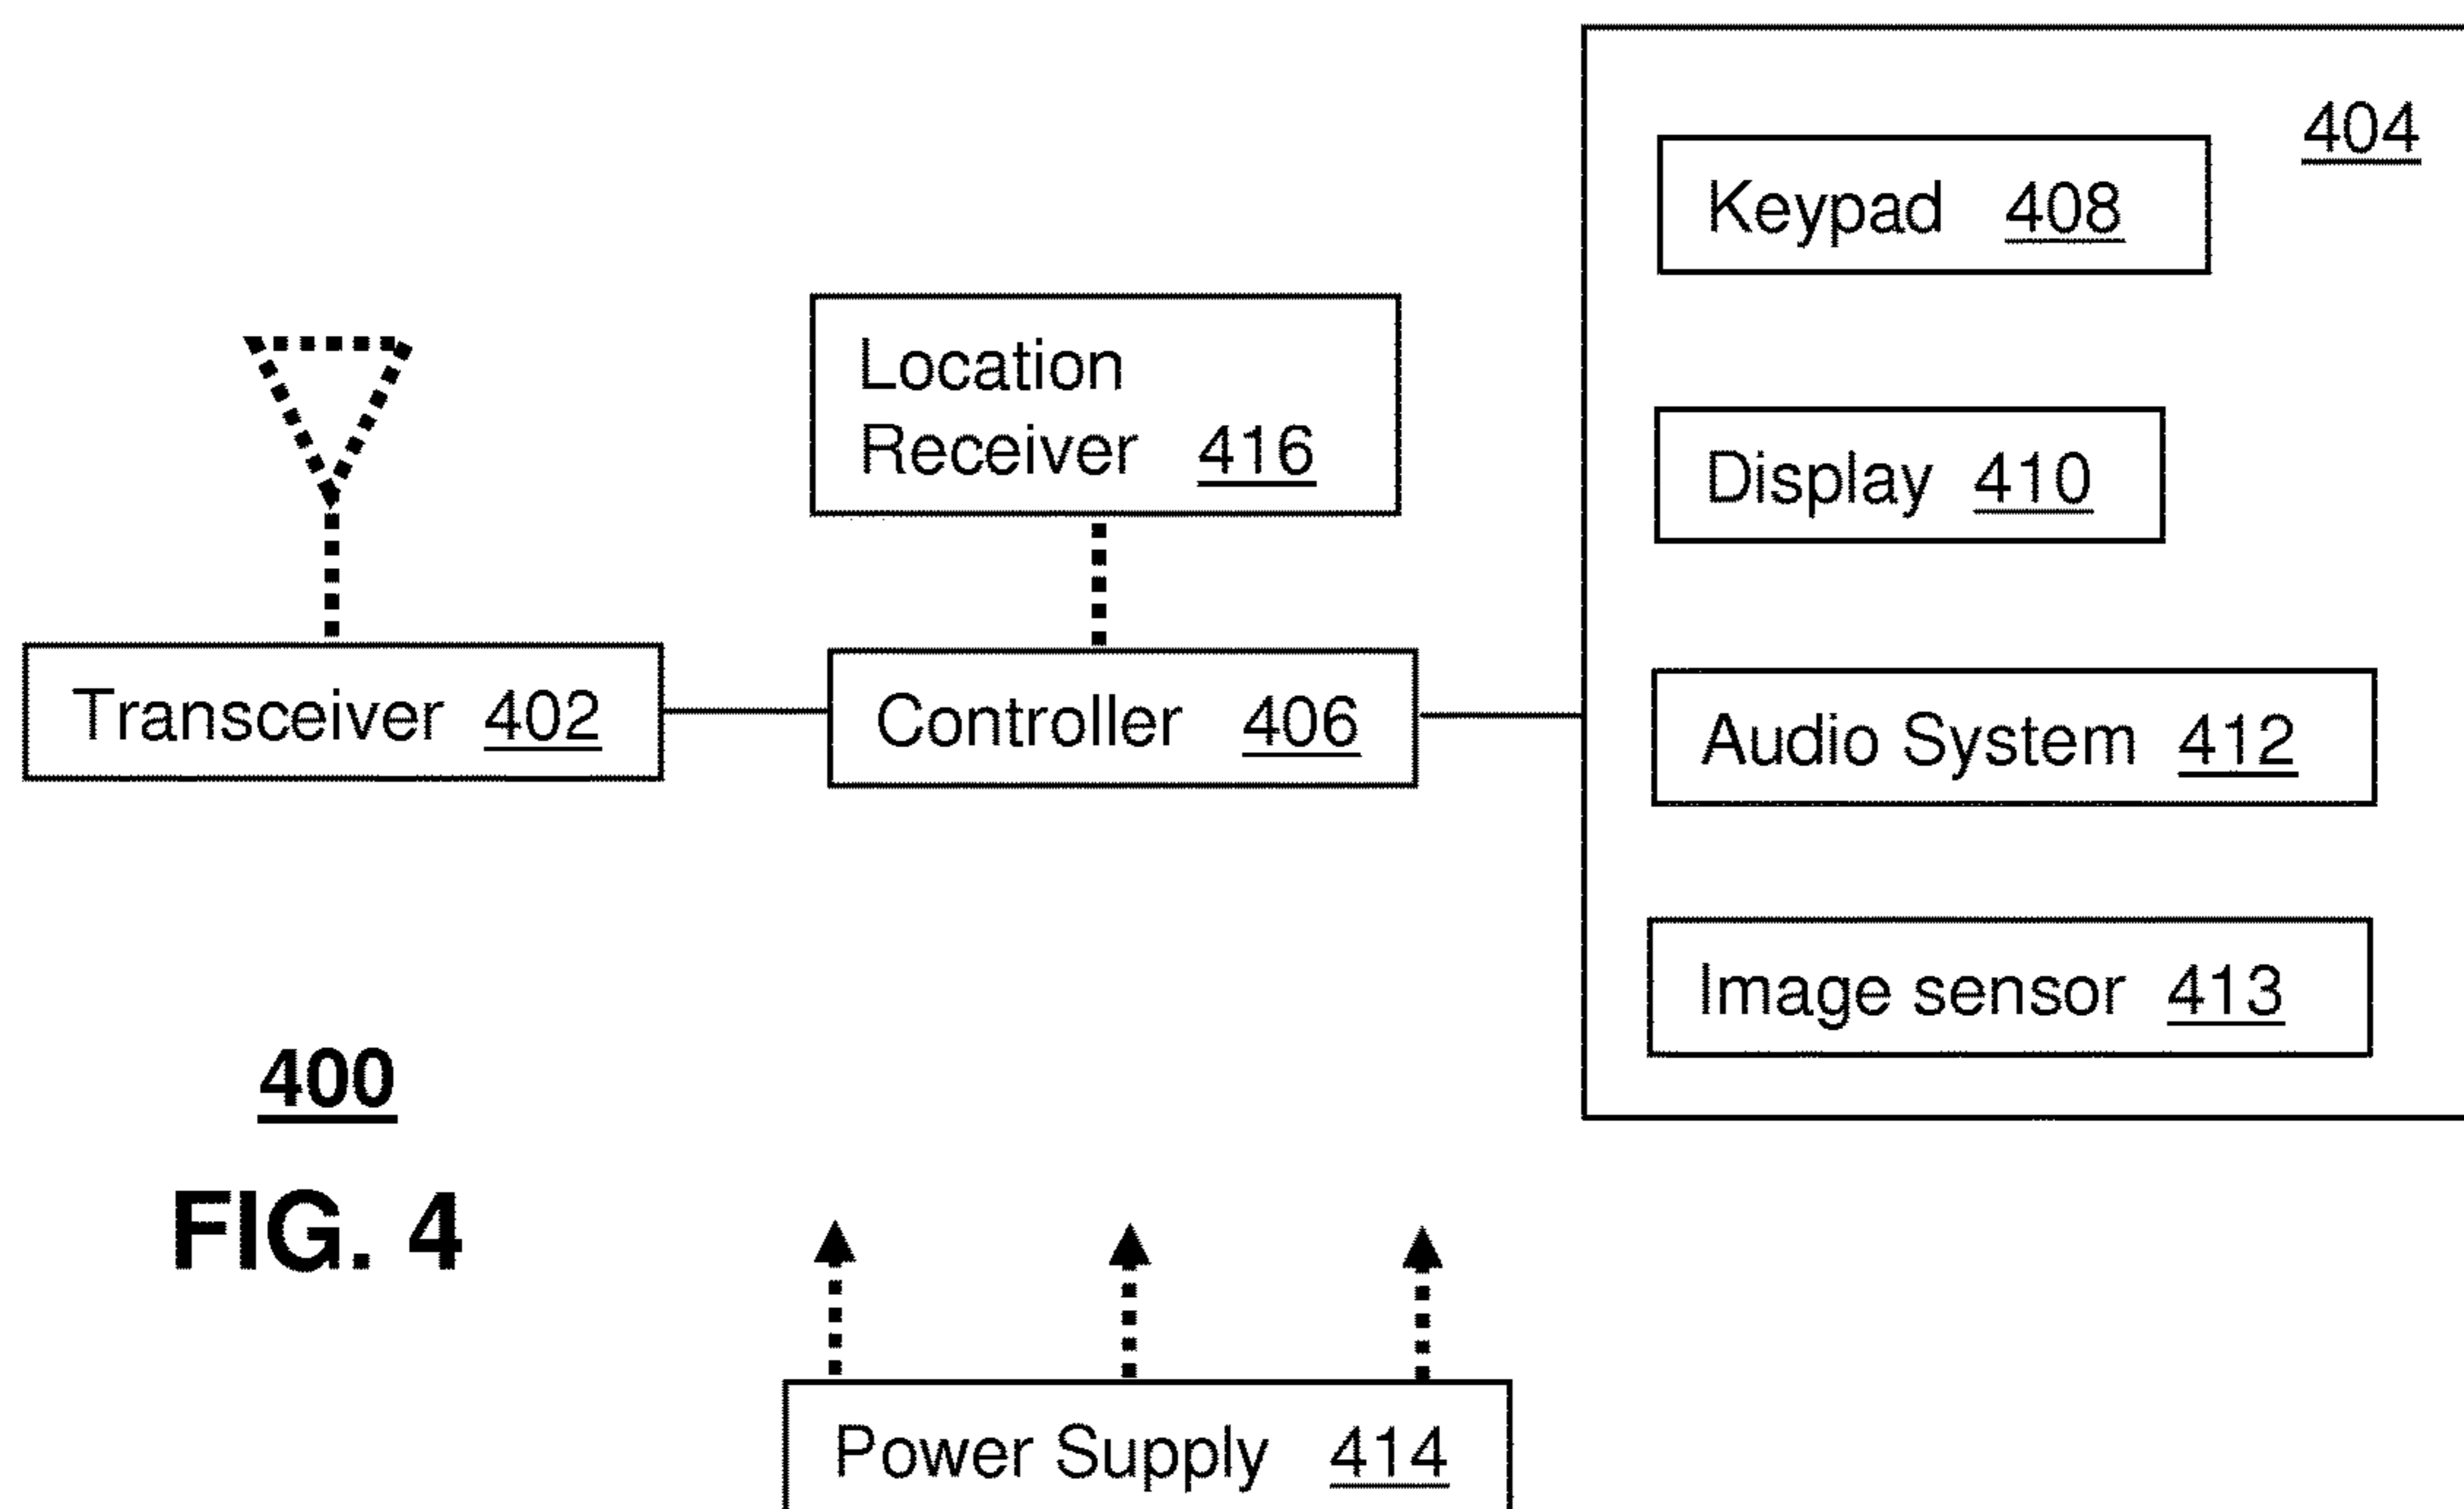 404
Keypad 408
Location
Receiver 416
Display 410
Transceiver 402
Controller 406
Audio System 412
Image sensor 413
400
FIG. 4
Power Supply 414